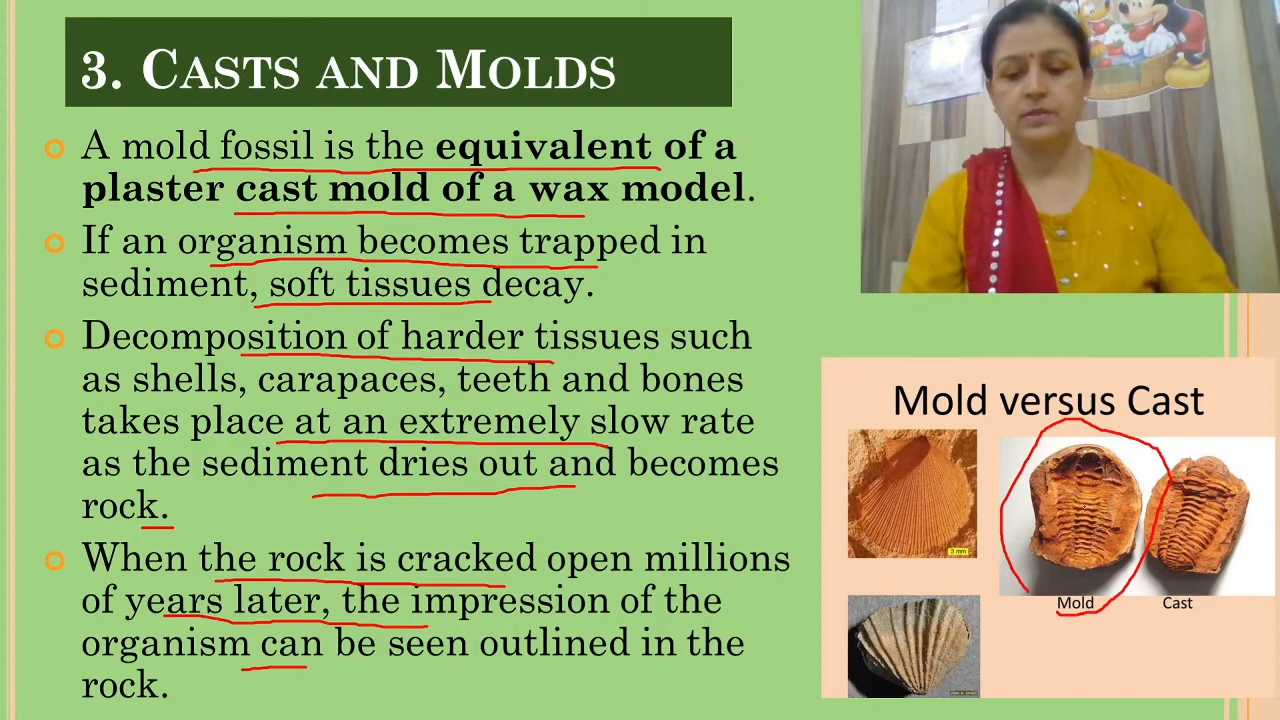 3. CASTS AND MOLDS
A mold fossil is the equivalent of a
plaster cast mold of a wax model.
If an organism becomes trapped in
sediment, soft tissues decay.
Decomposition of harder tissues such
as shells, carapaces, teeth and bones
takes place at an extremely slow rate
as the sediment dries out and becomes
rock.
When the rock is cracked open millions
of years later, the impression of the
organism can be seen outlined in the
rock.
Mold versus Cast
3 mm
Mold
Cast